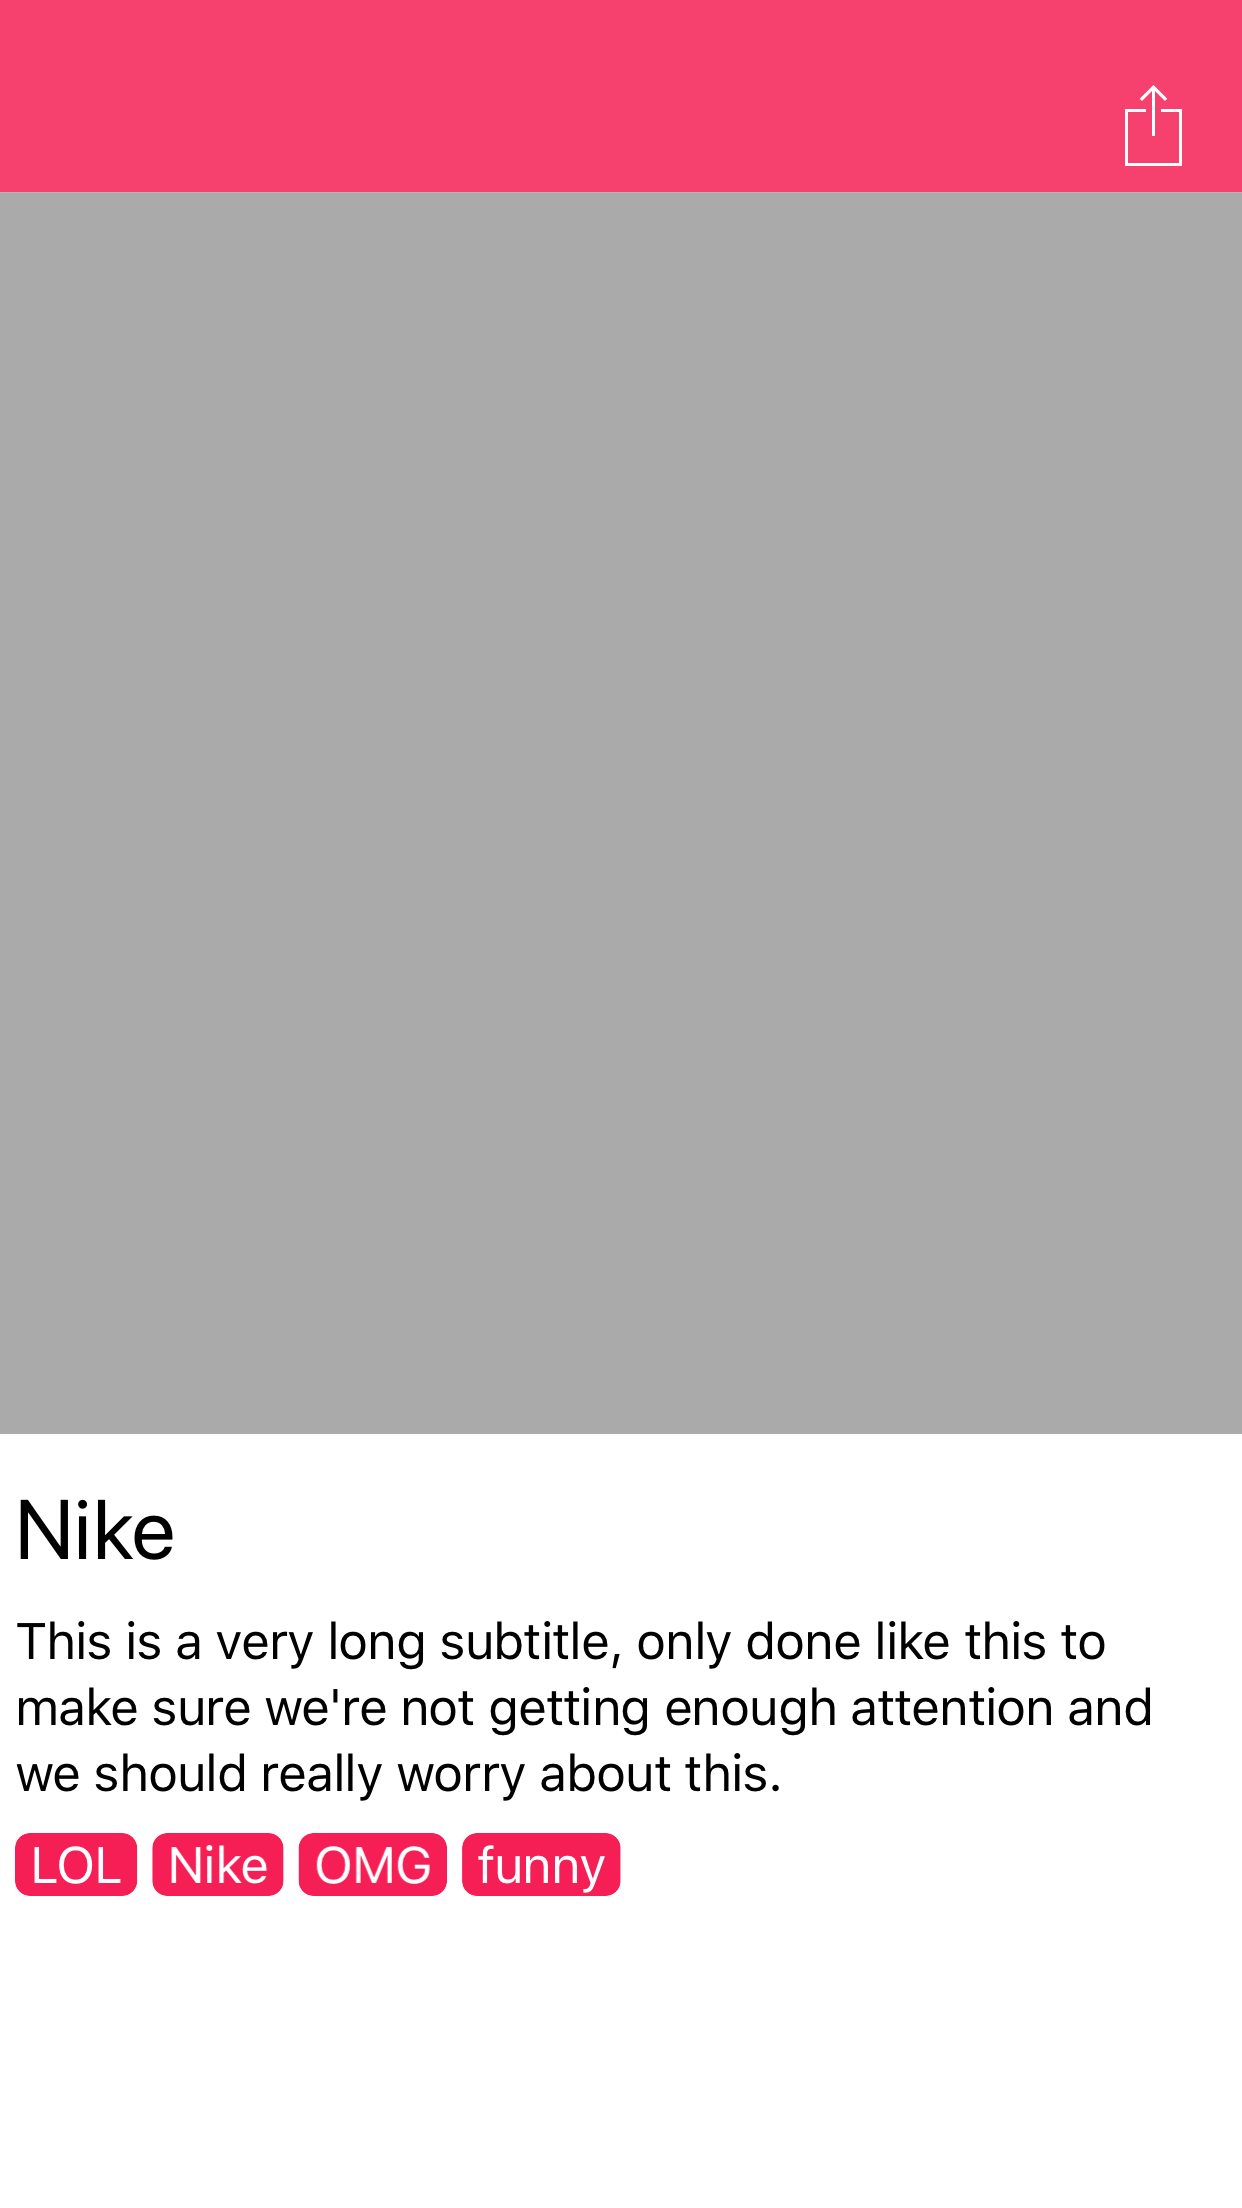 Nike
This is a very long subtitle, only done like this to
make sure we're not getting enough attention and
we should really worry about this.
LOL Nike OMG funny